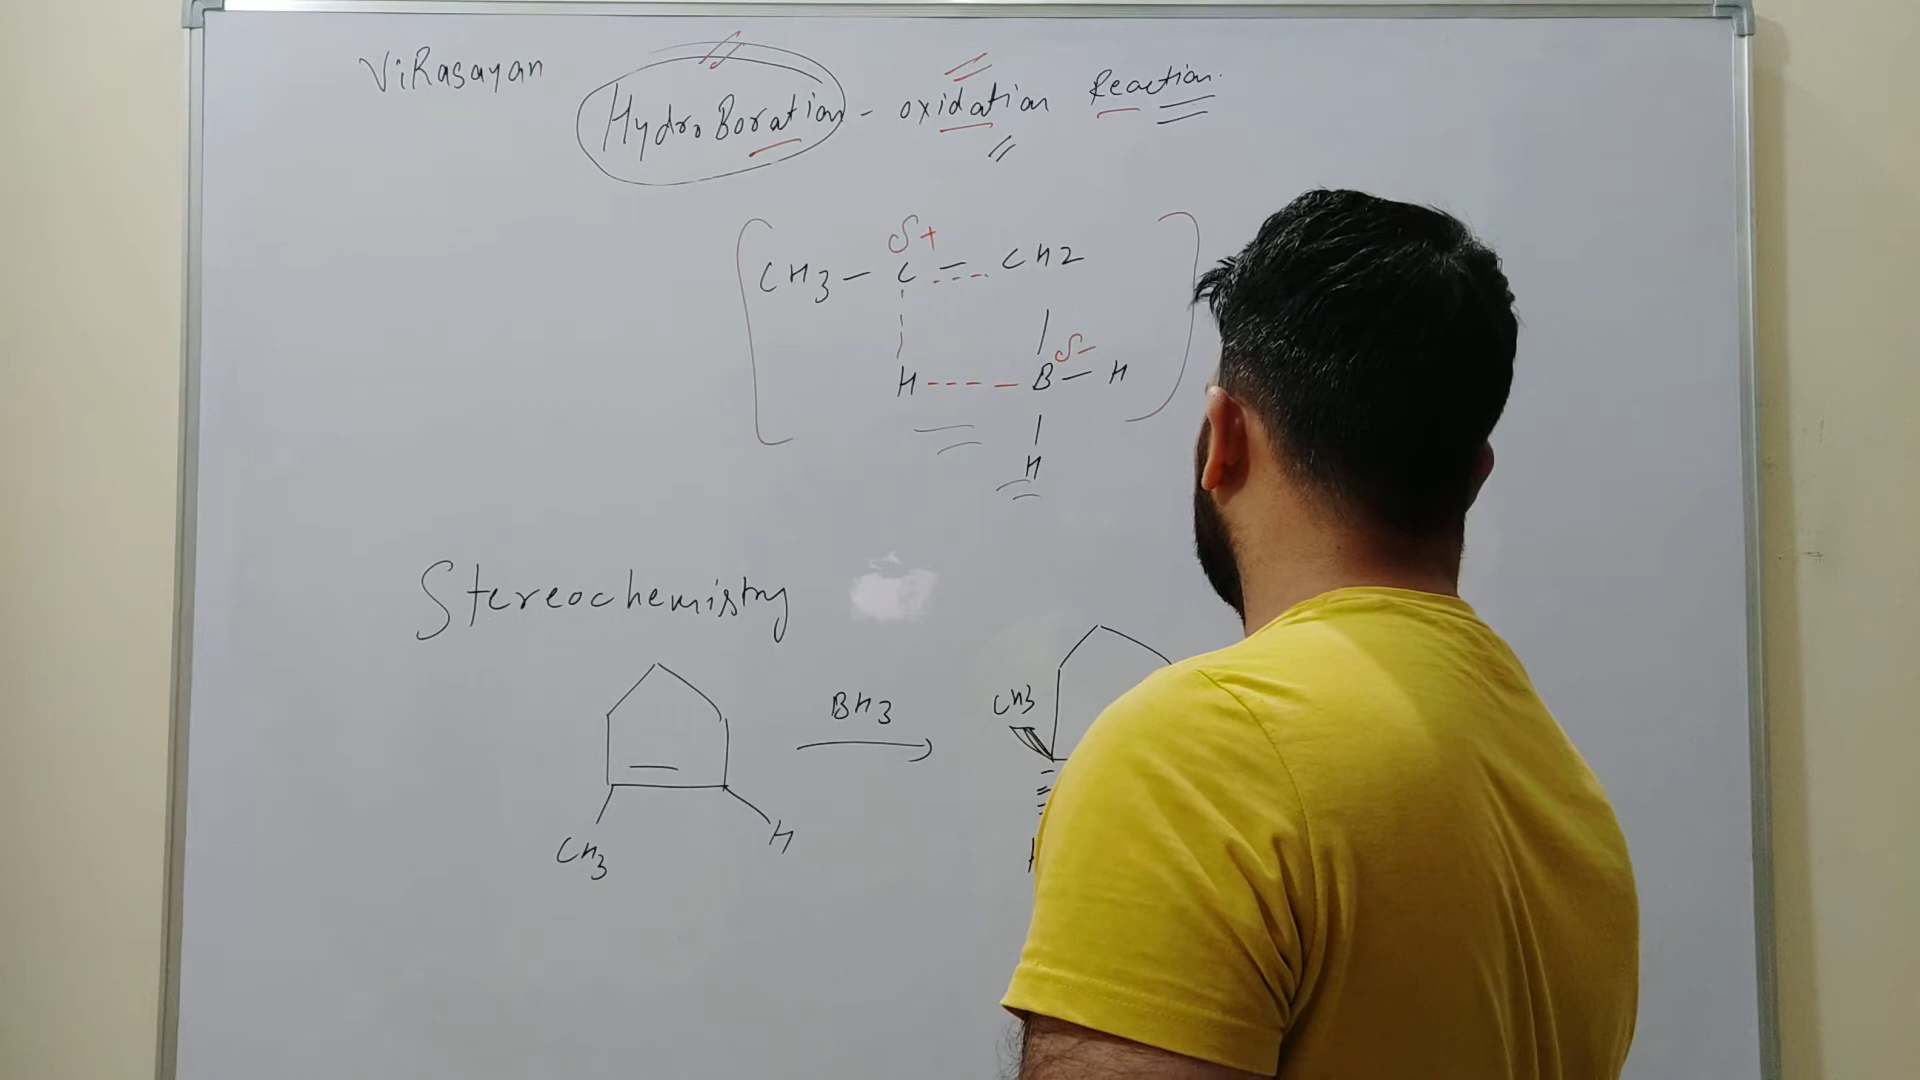 ViRasayan
HydroBoration - oxidation Reaction.
δ+
CH3 - C = CH2
δ-
H ---- B - H
H
Stereochemistry
BH3
CH3
CH3
H